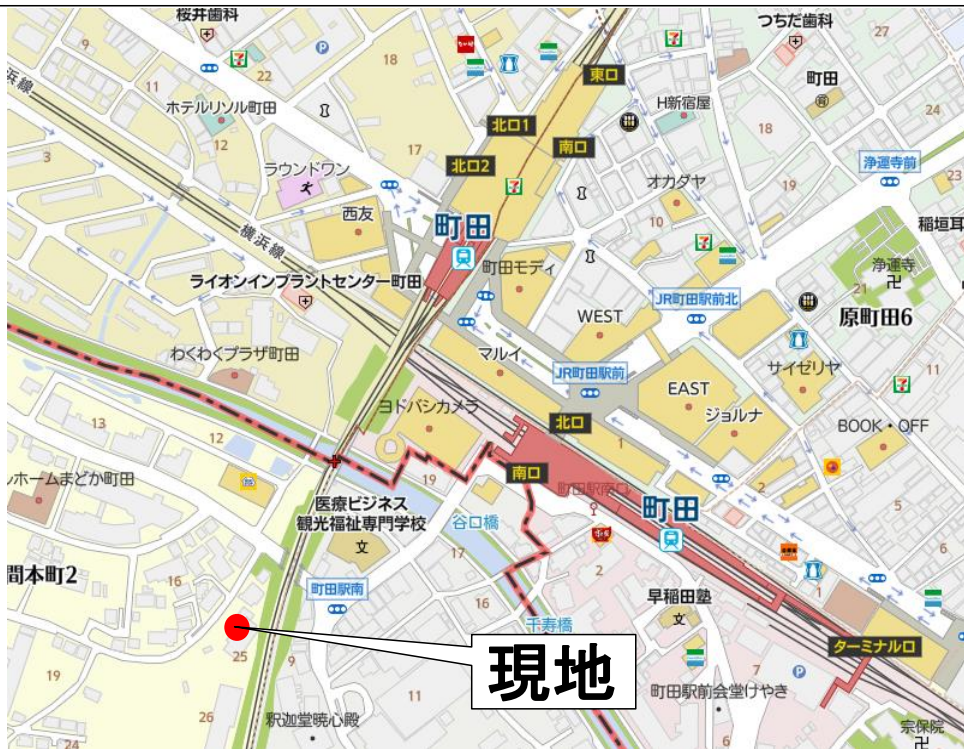 桜井歯科
つちだ歯科
9
18
27
22
東口
町田
11
浜線
ホテルリソル町田
H新宿屋
24
北口1
12
18
3
17
南口
浄運寺前
北口2
ラウンドワン
19
23
オカダヤ
西友
10
稲垣耳
町田
横浜線
町田モディ
浄運寺
21
ライオンインプラントセンター町田
JR町田駅前北
WEST
原町田6
わくわくプラザ町田
マルイ
JR町田駅前
サイゼリヤ
11
EAST
ヨドバシカメラ
ジョルナ
13
北口
BOOK・OFF
12
1
ルホームまどか町田
19
南口
2
町田駅南口
5
医療ビジネス
観光福祉専門学校
町田
谷口橋
文
17
6
間本町2
16
2
1
町田駅南
16
早稲田塾
文
千寿橋
現地
ターミナル口
25
9
7
19
11
町田駅前会堂けやき
26
釈迦堂暁心殿
宗保院
24
6